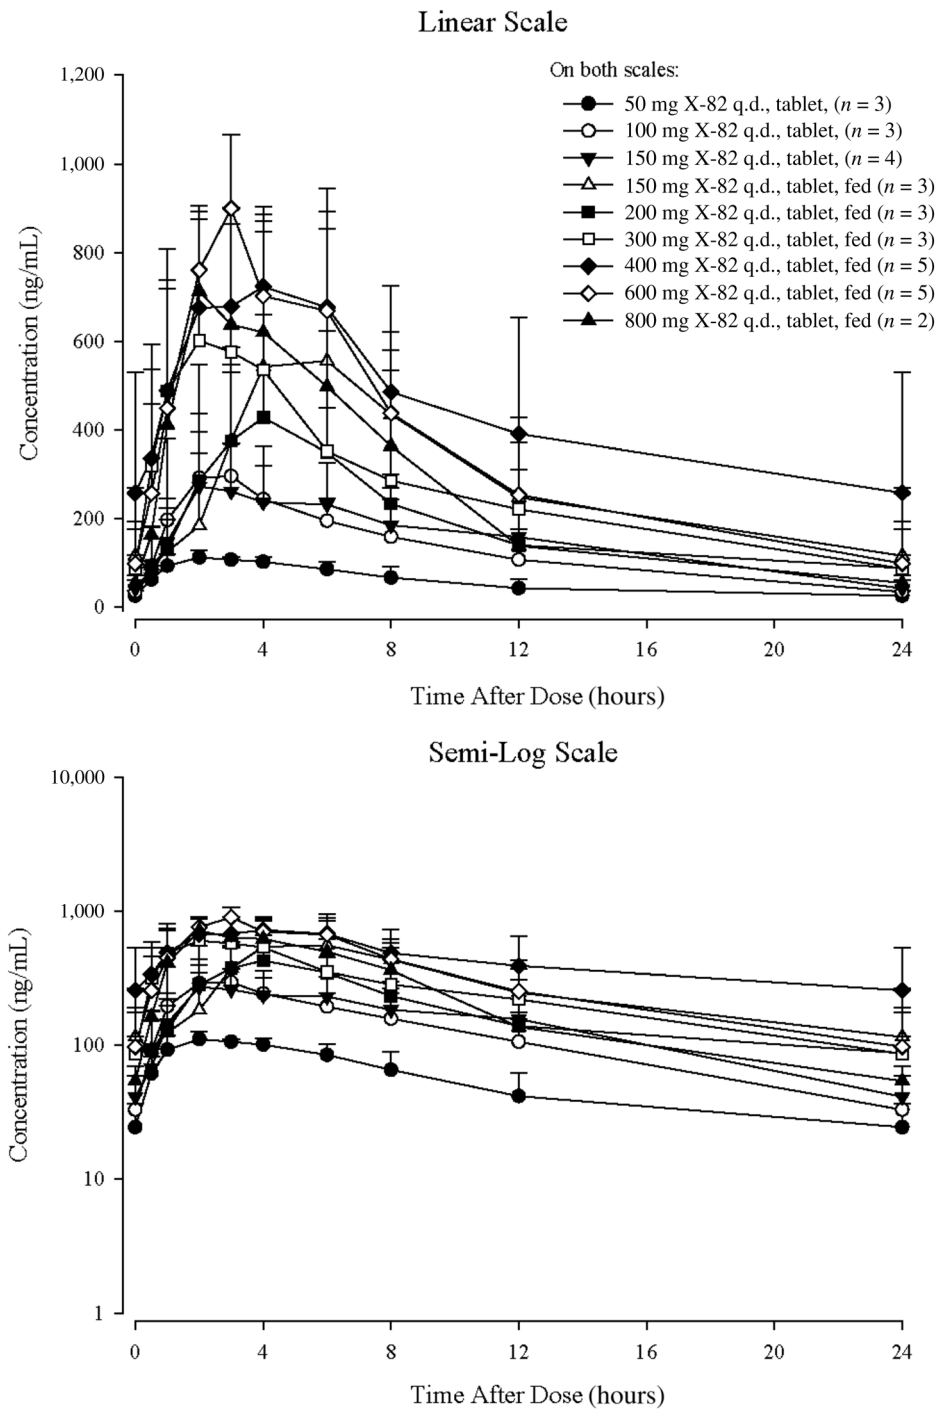 Linear Scale
On both scales:
50 mg X-82 q.d., tablet, (n = 3)
100 mg X-82 q.d., tablet, (n = 3)
150 mg X-82 q.d., tablet, (n = 4)
150 mg X-82 q.d., tablet, fed (n = 3)
200 mg X-82 q.d., tablet, fed (n = 3)
300 mg X-82 q.d., tablet, fed (n = 3)
400 mg X-82 q.d., tablet, fed (n = 5)
600 mg X-82 q.d., tablet, fed (n = 5)
800 mg X-82 q.d., tablet, fed (n = 2)
Concentration (ng/mL)
1,200
1,000
800
600
400
200
0
0 4 8 12 16 20 24
Time After Dose (hours)
Semi-Log Scale
Concentration (ng/mL)
10,000
1,000
100
10
1
0 4 8 12 16 20 24
Time After Dose (hours)